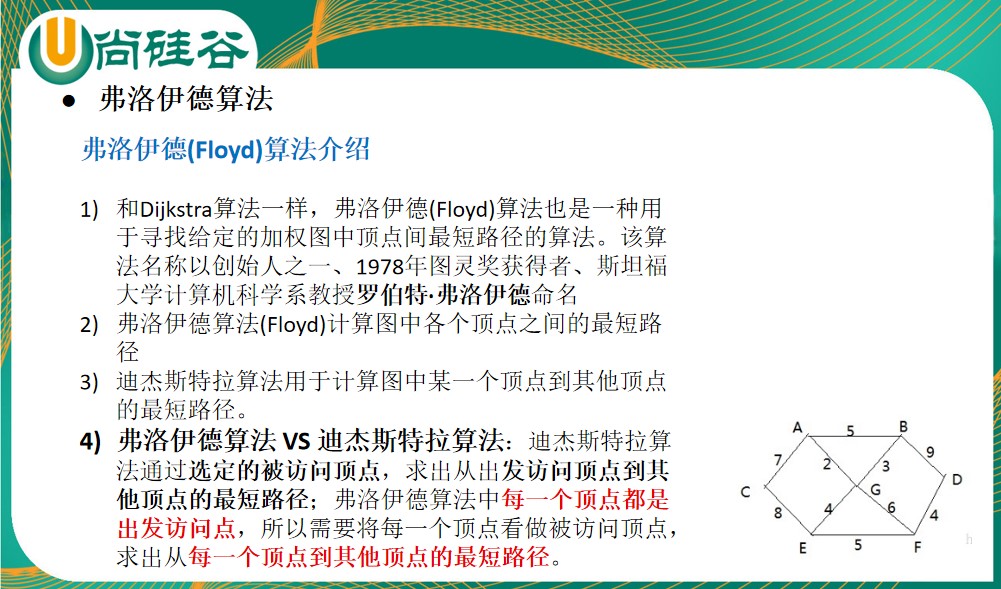 尚硅谷
● 弗洛伊德算法
弗洛伊德(Floyd)算法介绍
1) 和Dijkstra算法一样，弗洛伊德(Floyd)算法也是一种用
于寻找给定的加权图中顶点间最短路径的算法。该算
法名称以创始人之一、1978年图灵奖获得者、斯坦福
大学计算机科学系教授罗伯特·弗洛伊德命名
2) 弗洛伊德算法(Floyd)计算图中各个顶点之间的最短路
径
3) 迪杰斯特拉算法用于计算图中某一个顶点到其他顶点
的最短路径。
4) 弗洛伊德算法 VS 迪杰斯特拉算法：迪杰斯特拉算
法通过选定的被访问顶点，求出从出发访问顶点到其
他顶点的最短路径；弗洛伊德算法中每一个顶点都是
出发访问点，所以需要将每一个顶点看做被访问顶点，
求出从每一个顶点到其他顶点的最短路径。
A 5 B
7 2 3 9
C G D
8 4 6 4
E 5 F
h